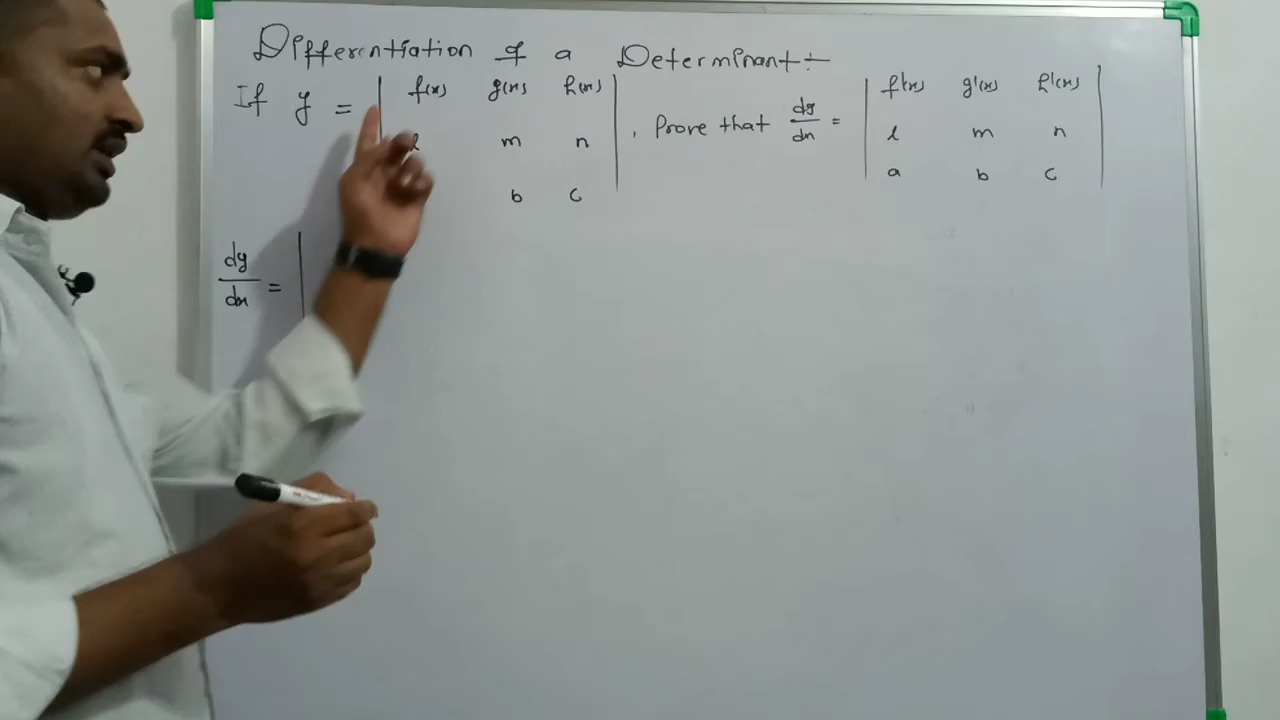 Differentiation of a Determinant :-
If y = | f(x) g(x) h(x) | , Prove that dy/dx = | f'(x) g'(x) h'(x) |
l m n l m n
b c a b c
dy/dx = |